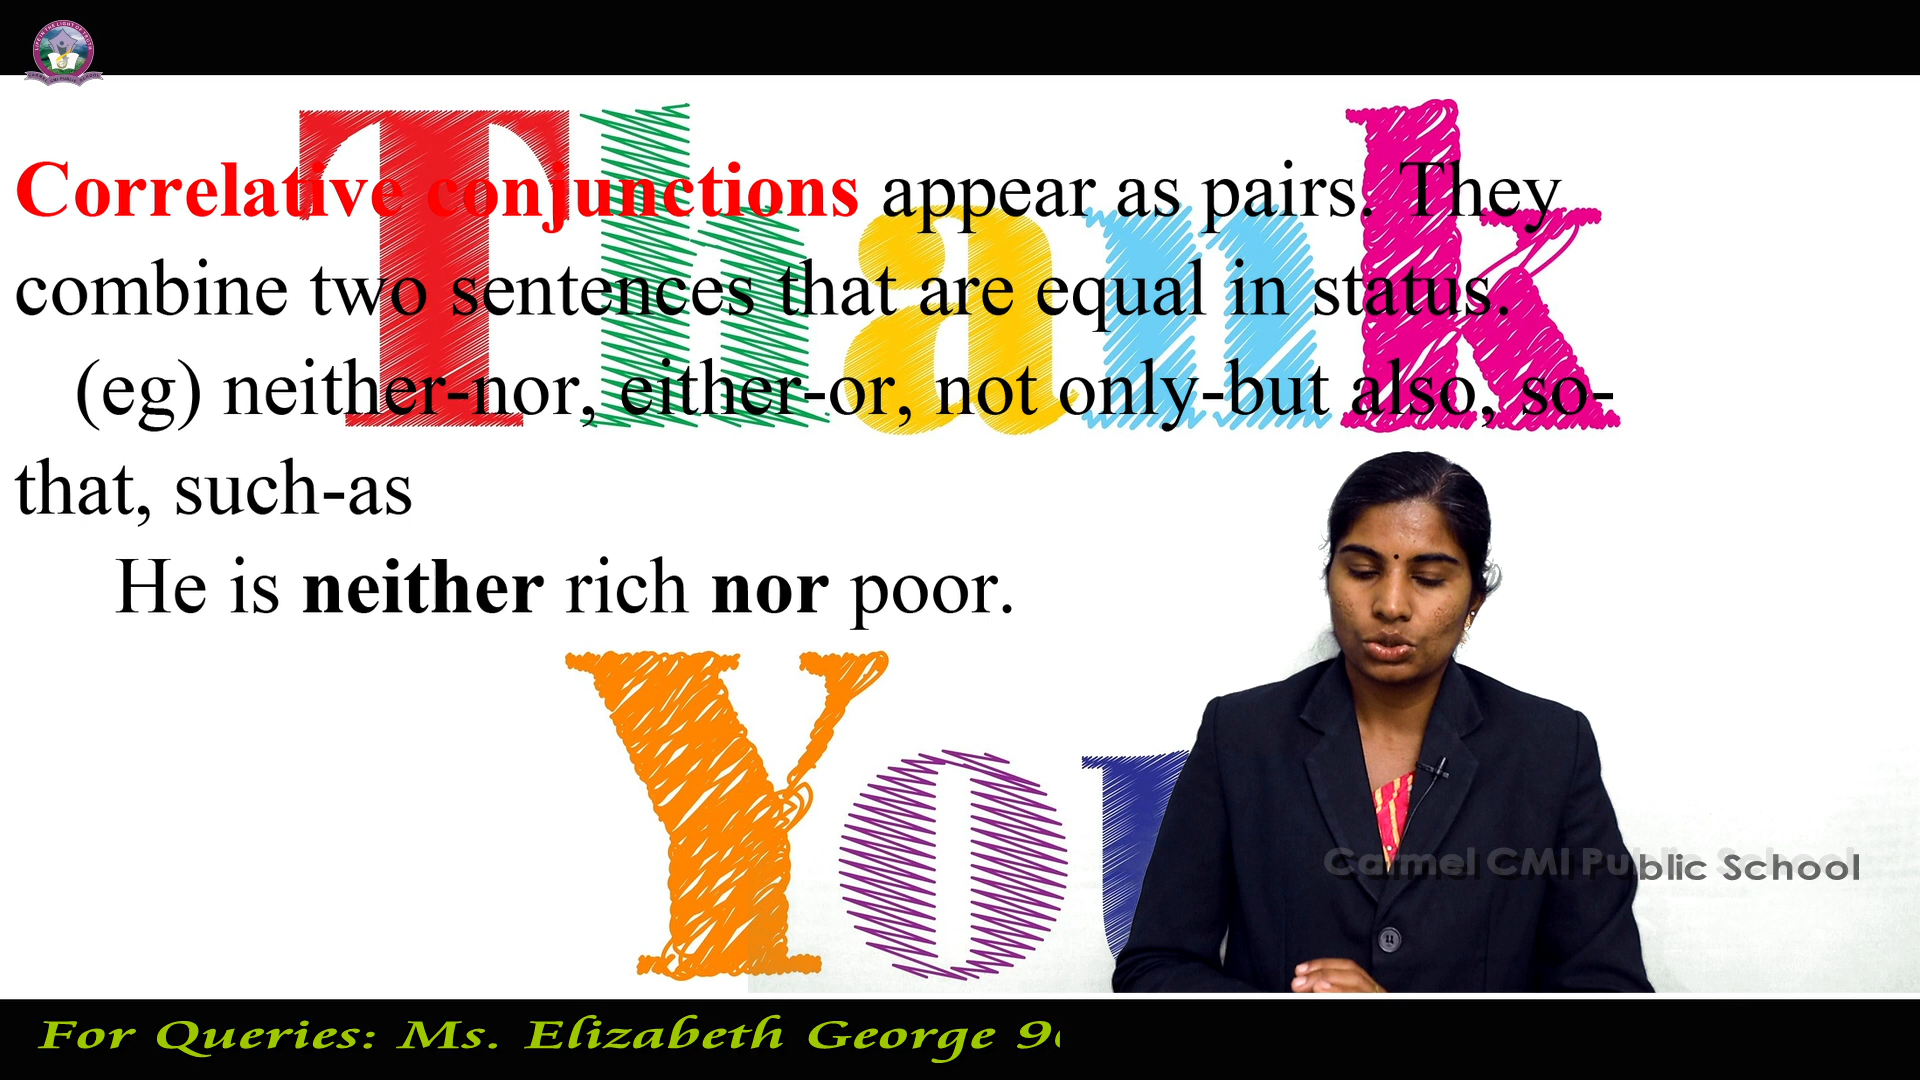 Correlative conjunctions appear as pairs. They
combine two sentences that are equal in status.
(eg) neither-nor, either-or, not only-but also, so-
that, such-as
He is neither rich nor poor.
Thank
You
Carmel CMI Public School
For Queries: Ms. Elizabeth George